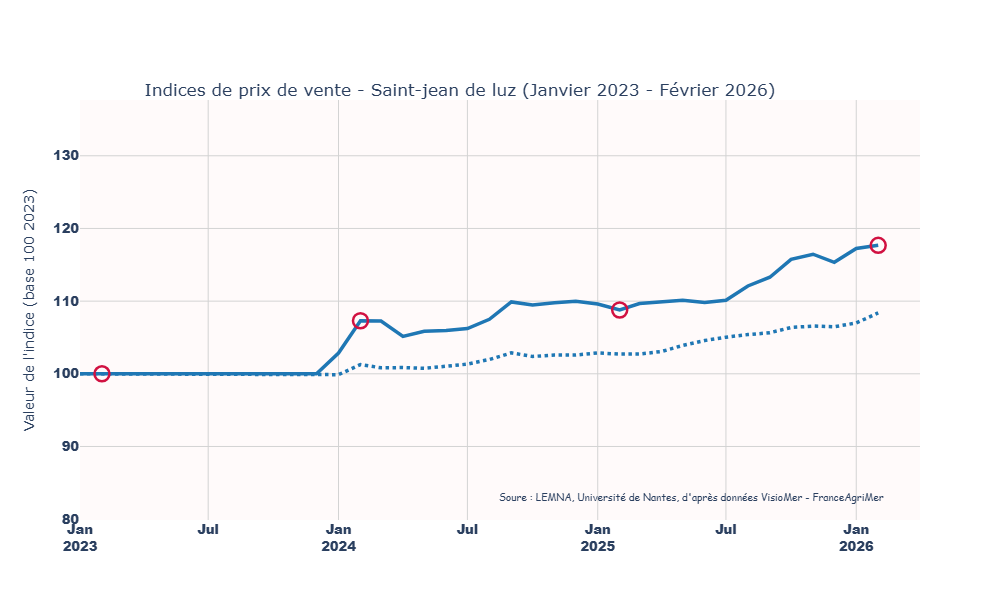 Indices de prix de vente - Saint-jean de luz (Janvier 2023 - Février 2026)
Valeur de l'indice (base 100 2023)
130
120
110
100
90
80
Soure : LEMNA, Université de Nantes, d'après données VisioMer - FranceAgriMer
Jan Jul Jan Jul Jan Jul Jan
2023 2024 2025 2026